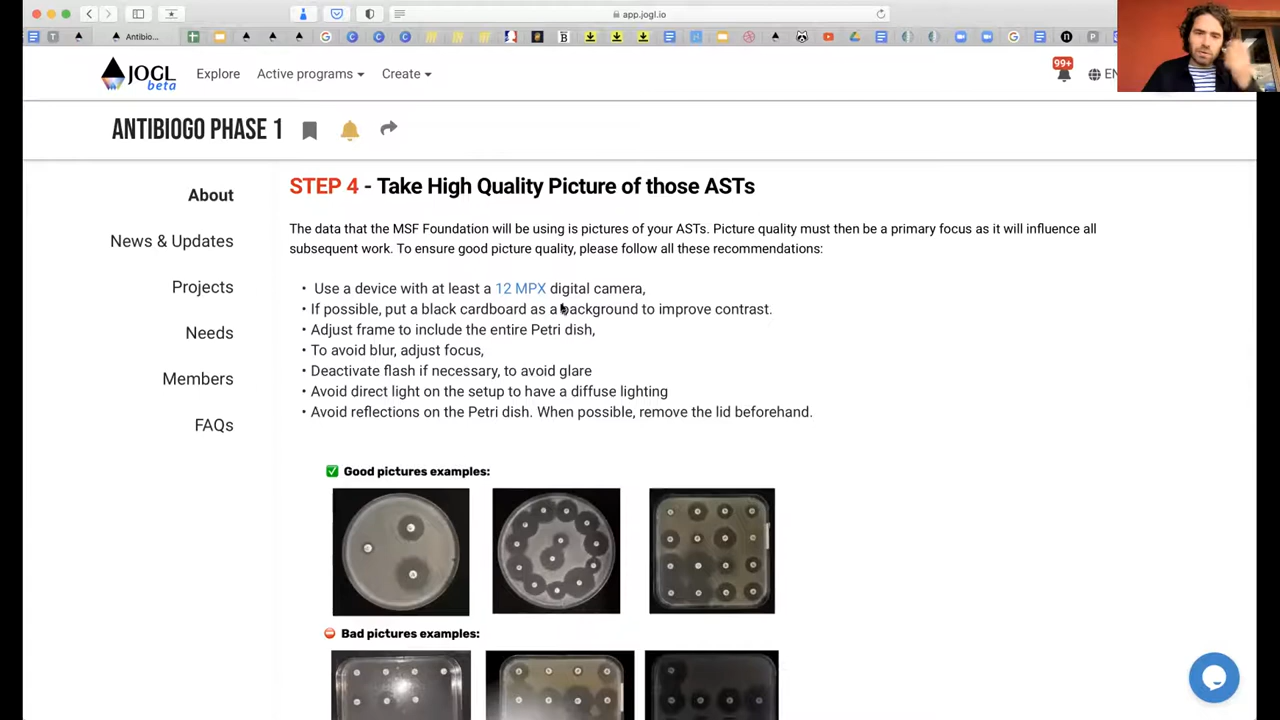 app.jogl.io
Antibio...
JOGL
beta
Explore
Active programs
Create
99+
EN
ANTIBIOGO PHASE 1
About
News & Updates
Projects
Needs
Members
FAQs
STEP 4 - Take High Quality Picture of those ASTs
The data that the MSF Foundation will be using is pictures of your ASTs. Picture quality must then be a primary focus as it will influence all
subsequent work. To ensure good picture quality, please follow all these recommendations:
• Use a device with at least a 12 MPX digital camera,
• If possible, put a black cardboard as a background to improve contrast.
• Adjust frame to include the entire Petri dish,
• To avoid blur, adjust focus,
• Deactivate flash if necessary, to avoid glare
• Avoid direct light on the setup to have a diffuse lighting
• Avoid reflections on the Petri dish. When possible, remove the lid beforehand.
Good pictures examples:
Bad pictures examples: